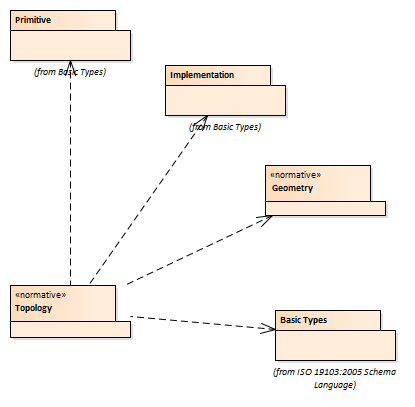 Primitive
(from Basic Types)
Implementation
(from Basic Types)
«normative»
Geometry
«normative»
Topology
Basic Types
(from ISO 19103:2005 Schema
Language)